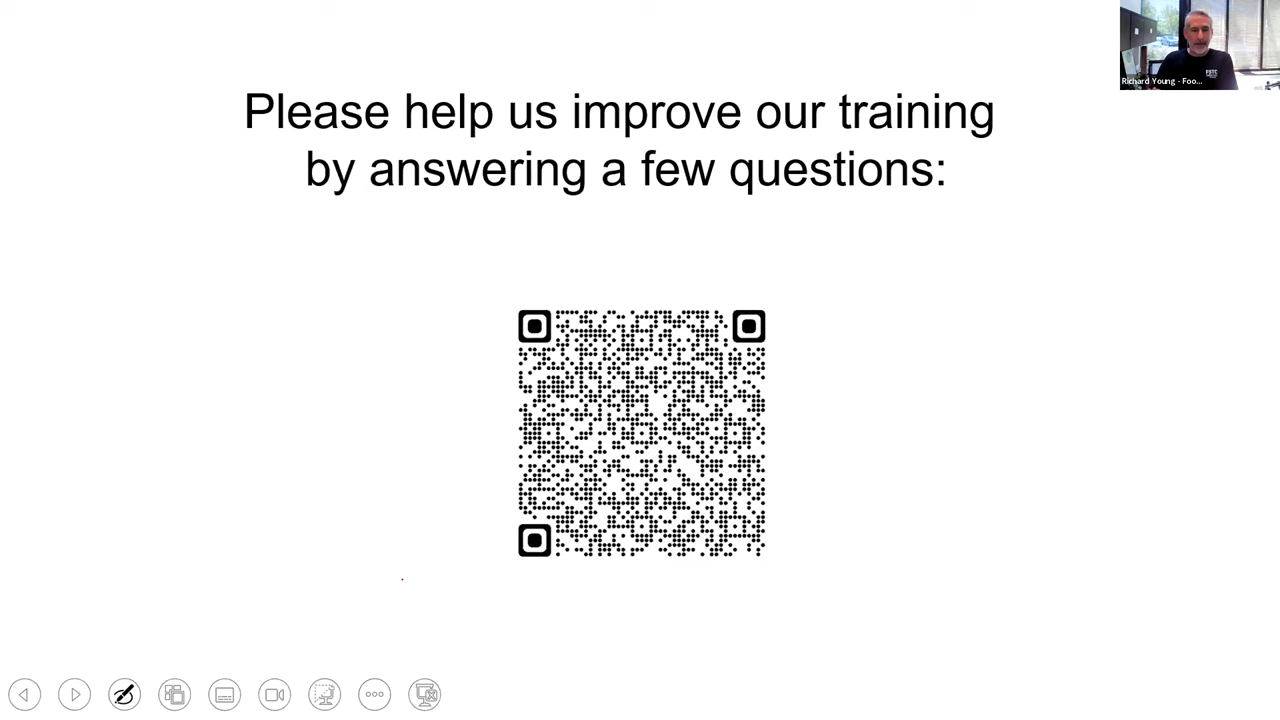 Please help us improve our training
by answering a few questions:
Richard Young - Foo...